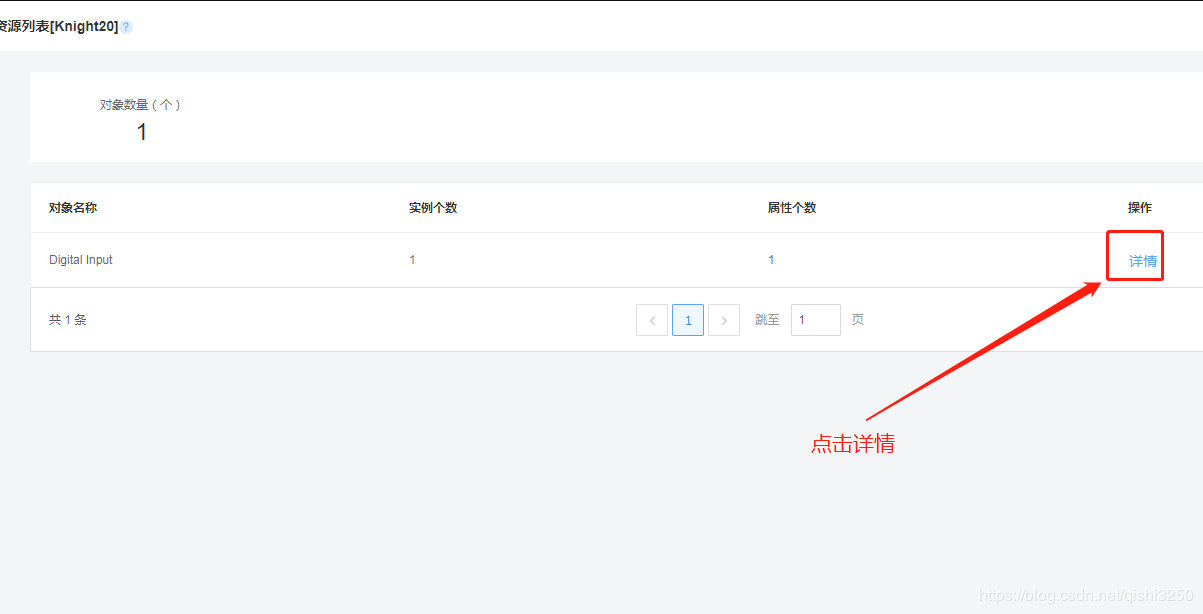 资源列表[Knight20] ?
对象数量 ( 个 )
1
对象名称 实例个数 属性个数 操作
Digital Input 1 1 详情
共 1 条 < 1 > 跳至 1 页
点击详情
https://blog.csdn.net/qishi3250